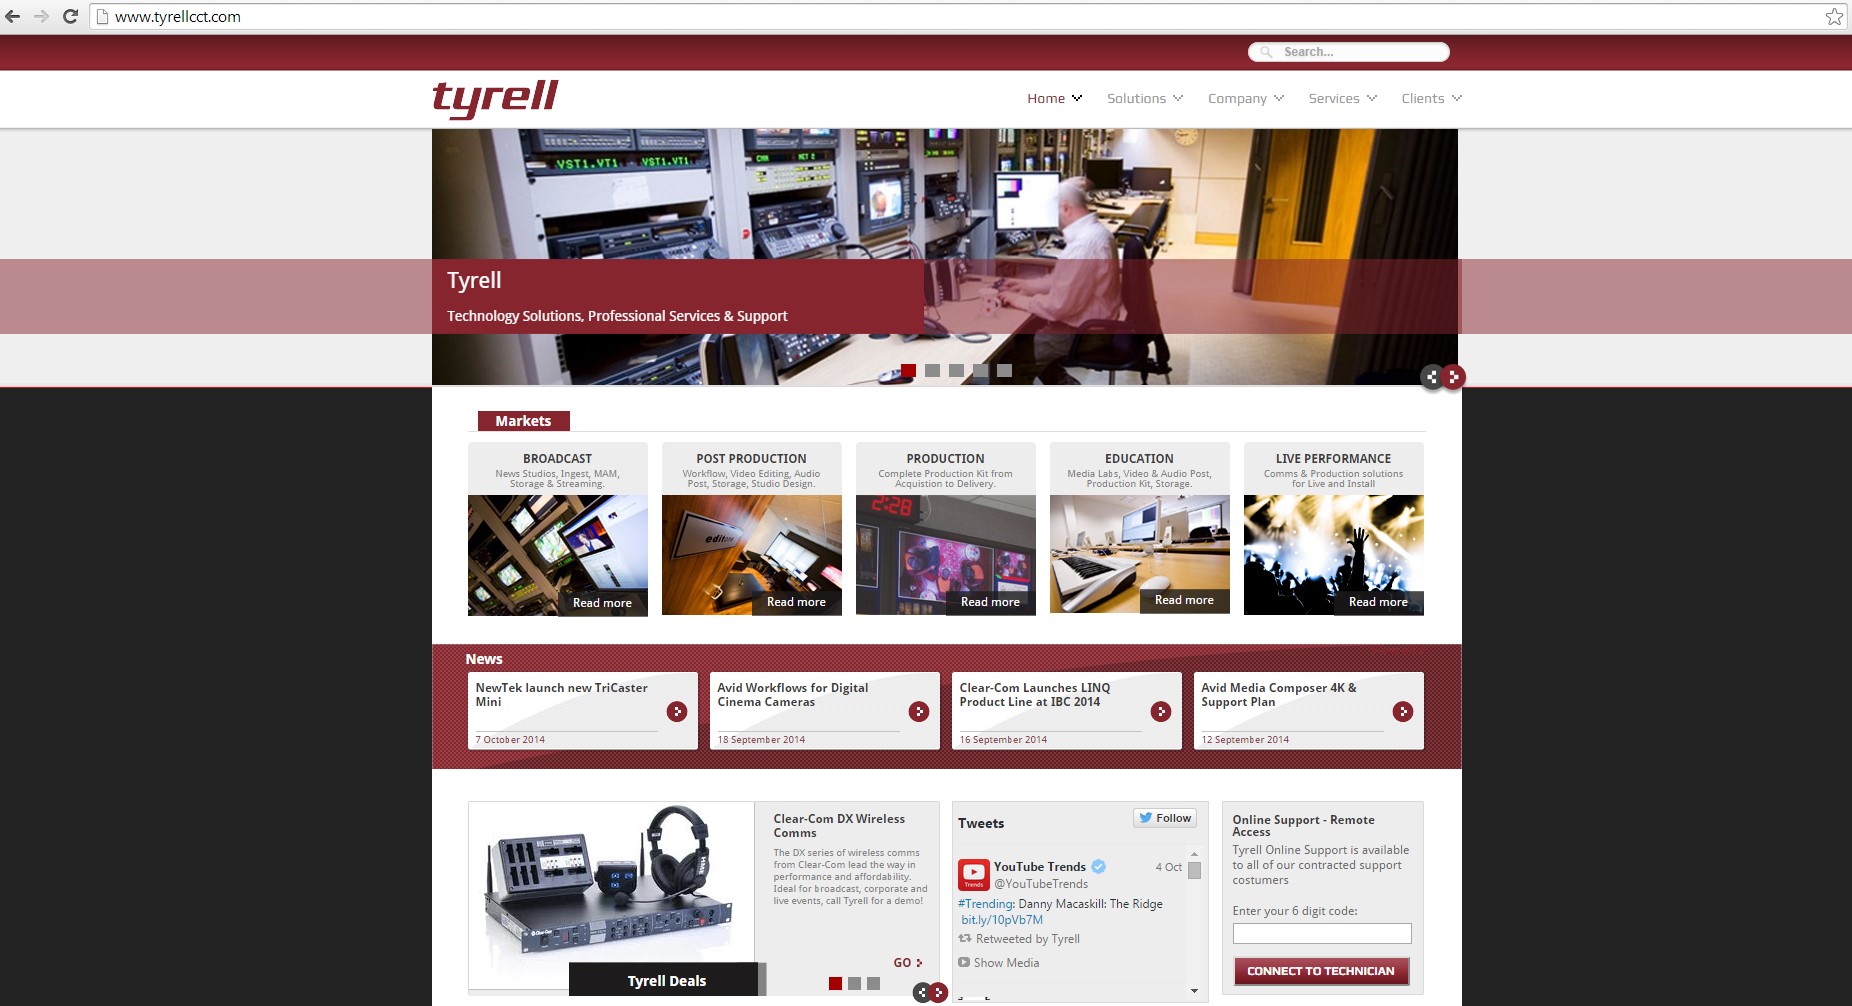 www.tyrellcct.com
Search...
tyrell
Home Solutions Company Services Clients
VST1.VT1 VST1.VT1
Tyrell
Technology Solutions, Professional Services & Support
Markets
BROADCAST
News Studios, Ingest, MAM,
Storage & Streaming.
Read more
POST PRODUCTION
Workflow, Video Editing, Audio
Post, Storage, Studio Design.
Read more
PRODUCTION
Complete Production Kit from
Acquistion to Delivery.
2:28
Read more
EDUCATION
Media Labs, Video & Audio Post,
Production Kit, Storage.
Read more
LIVE PERFORMANCE
Comms & Production solutions
for Live and Install
Read more
News
NewTek launch new TriCaster
Mini
7 October 2014
Avid Workflows for Digital
Cinema Cameras
18 September 2014
Clear-Com Launches LINQ
Product Line at IBC 2014
16 September 2014
Avid Media Composer 4K &
Support Plan
12 September 2014
Clear-Com
Tyrell Deals
Clear-Com DX Wireless
Comms
The DX series of wireless comms
from Clear-Com lead the way in
performance and affordability.
Ideal for broadcast, corporate and
live events, call Tyrell for a demo!
GO
Tweets
Follow
Trends
YouTube Trends 4 Oct
@YouTubeTrends
#Trending: Danny Macaskill: The Ridge
bit.ly/10pVb7M
Retweeted by Tyrell
Show Media
Online Support - Remote
Access
Tyrell Online Support is available
to all of our contracted support
costumers
Enter your 6 digit code:
CONNECT TO TECHNICIAN